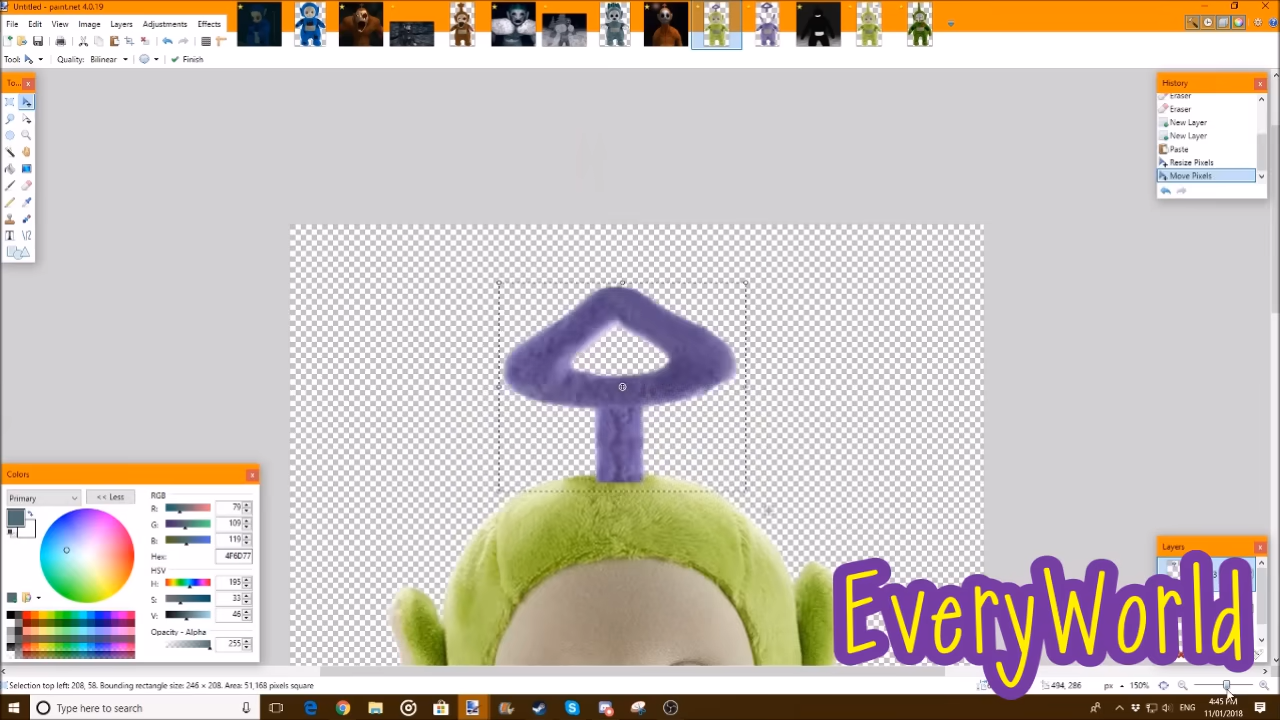 Untitled - paint.net 4.0.19
File Edit View Image Layers Adjustments Effects
Tool: Quality: Bilinear Finish
To...
History
Eraser
Eraser
New Layer
New Layer
Paste
Resize Pixels
Move Pixels
Colors
Primary << Less
RGB
R: 79
G: 109
B: 119
Hex: 4F6D77
HSV
H: 195
S: 33
V: 46
Opacity - Alpha
255
Layers
EveryWorld
Selection top left: 208, 58. Bounding rectangle size: 246 × 208. Area: 51,168 pixels square
494, 286 px 150%
Type here to search
4:45 PM
11/01/2018